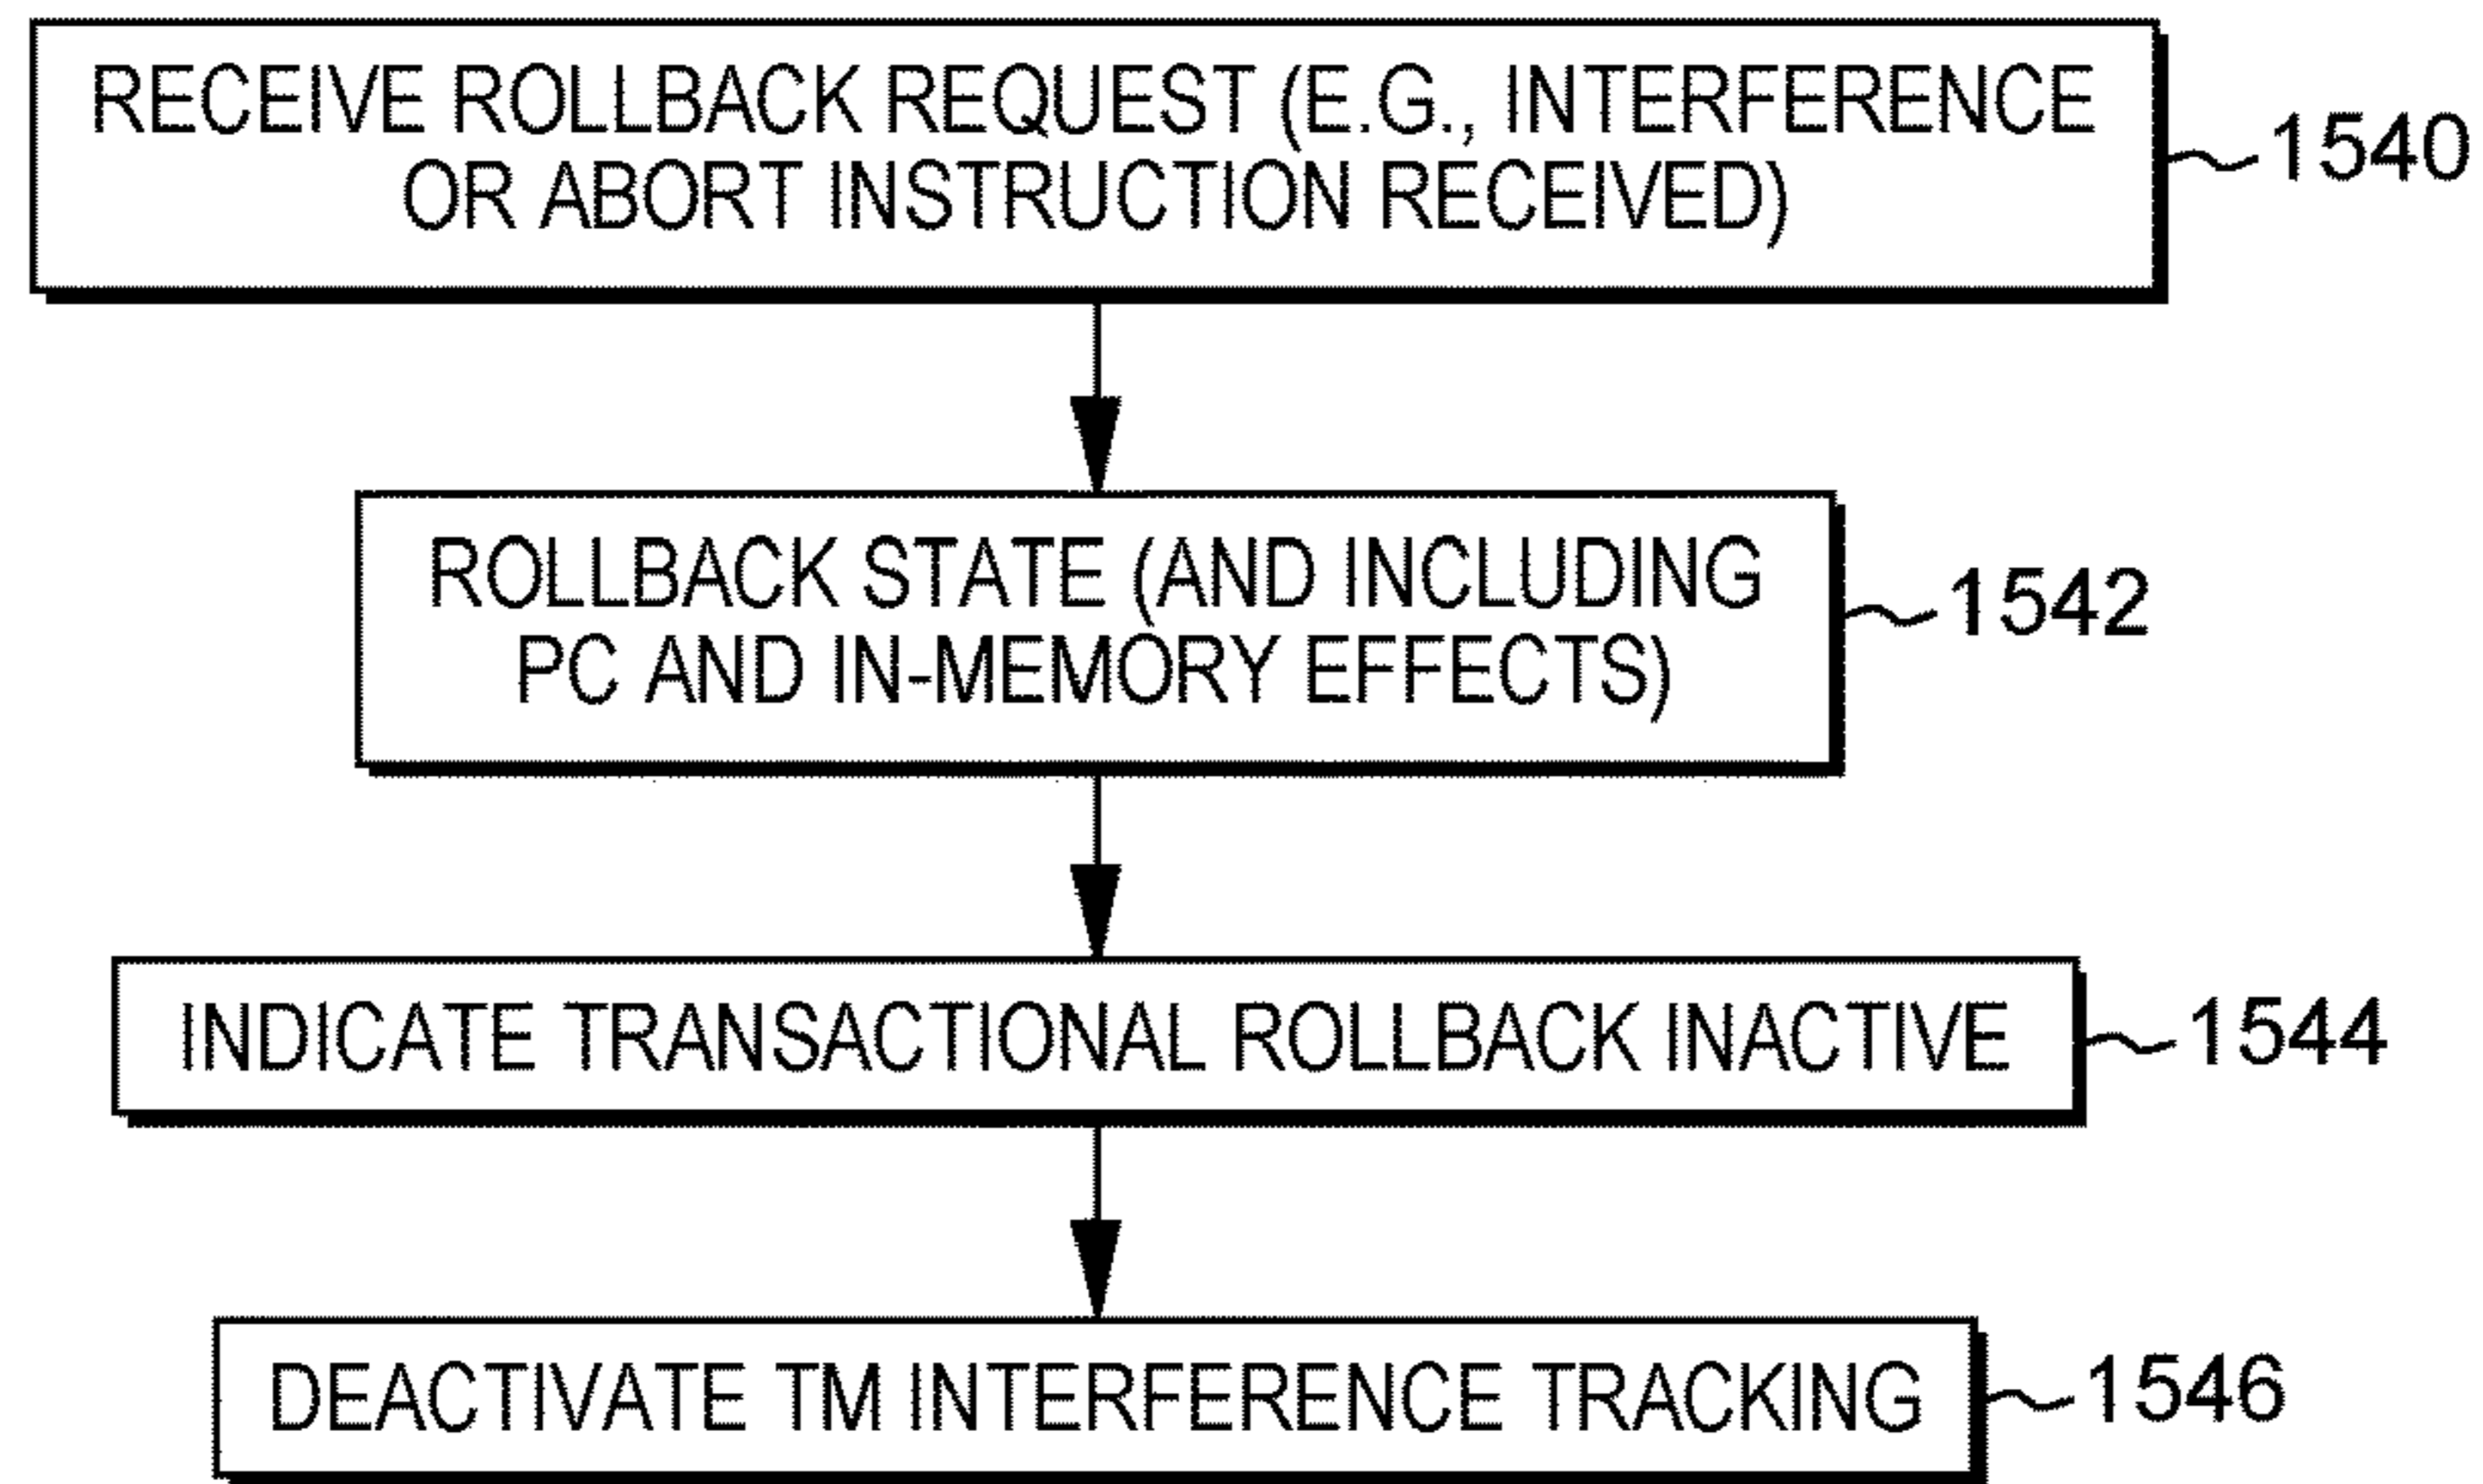 RECEIVE ROLLBACK REQUEST (E.G., INTERFERENCE
OR ABORT INSTRUCTION RECEIVED)
1540
ROLLBACK STATE (AND INCLUDING
PC AND IN-MEMORY EFFECTS)
1542
INDICATE TRANSACTIONAL ROLLBACK INACTIVE
1544
DEACTIVATE TM INTERFERENCE TRACKING
1546